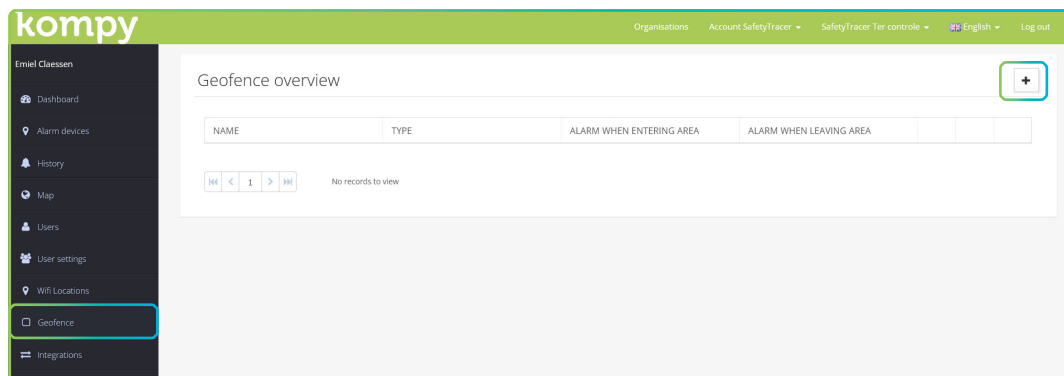 kompy
Organisations Account SafetyTracer SafetyTracer Ter controle English Log out
Emiel Claessen
Dashboard
Alarm devices
History
Map
Users
User settings
Wifi Locations
Geofence
Integrations
Geofence overview
+
NAME TYPE ALARM WHEN ENTERING AREA ALARM WHEN LEAVING AREA
1 No records to view